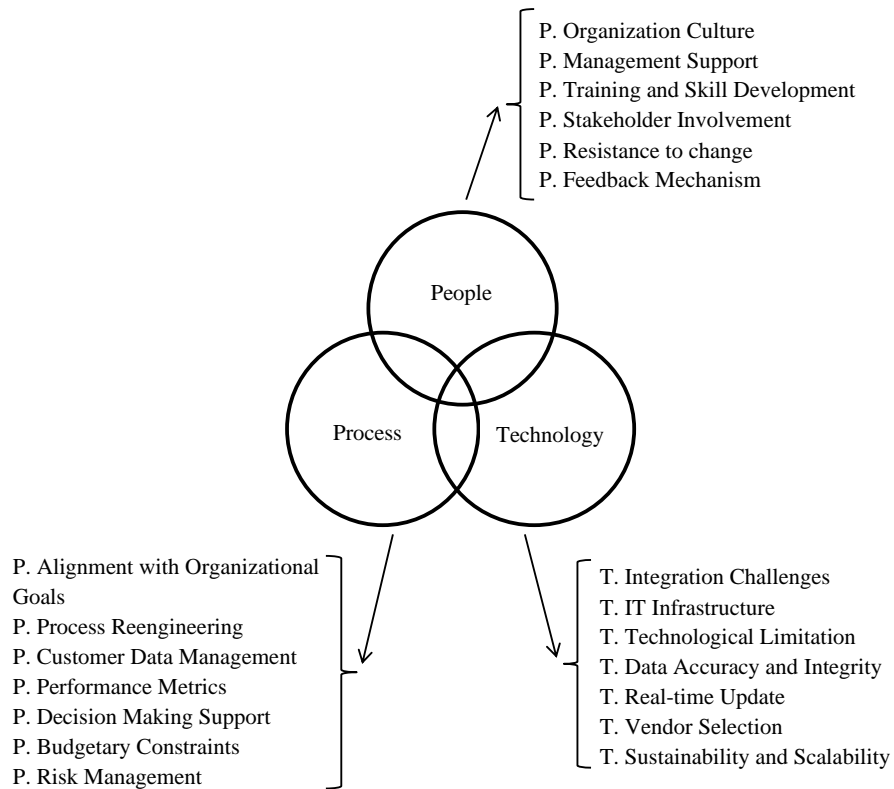 P. Organization Culture
P. Management Support
P. Training and Skill Development
P. Stakeholder Involvement
P. Resistance to change
P. Feedback Mechanism
People
Process
Technology
P. Alignment with Organizational
Goals
P. Process Reengineering
P. Customer Data Management
P. Performance Metrics
P. Decision Making Support
P. Budgetary Constraints
P. Risk Management
T. Integration Challenges
T. IT Infrastructure
T. Technological Limitation
T. Data Accuracy and Integrity
T. Real-time Update
T. Vendor Selection
T. Sustainability and Scalability